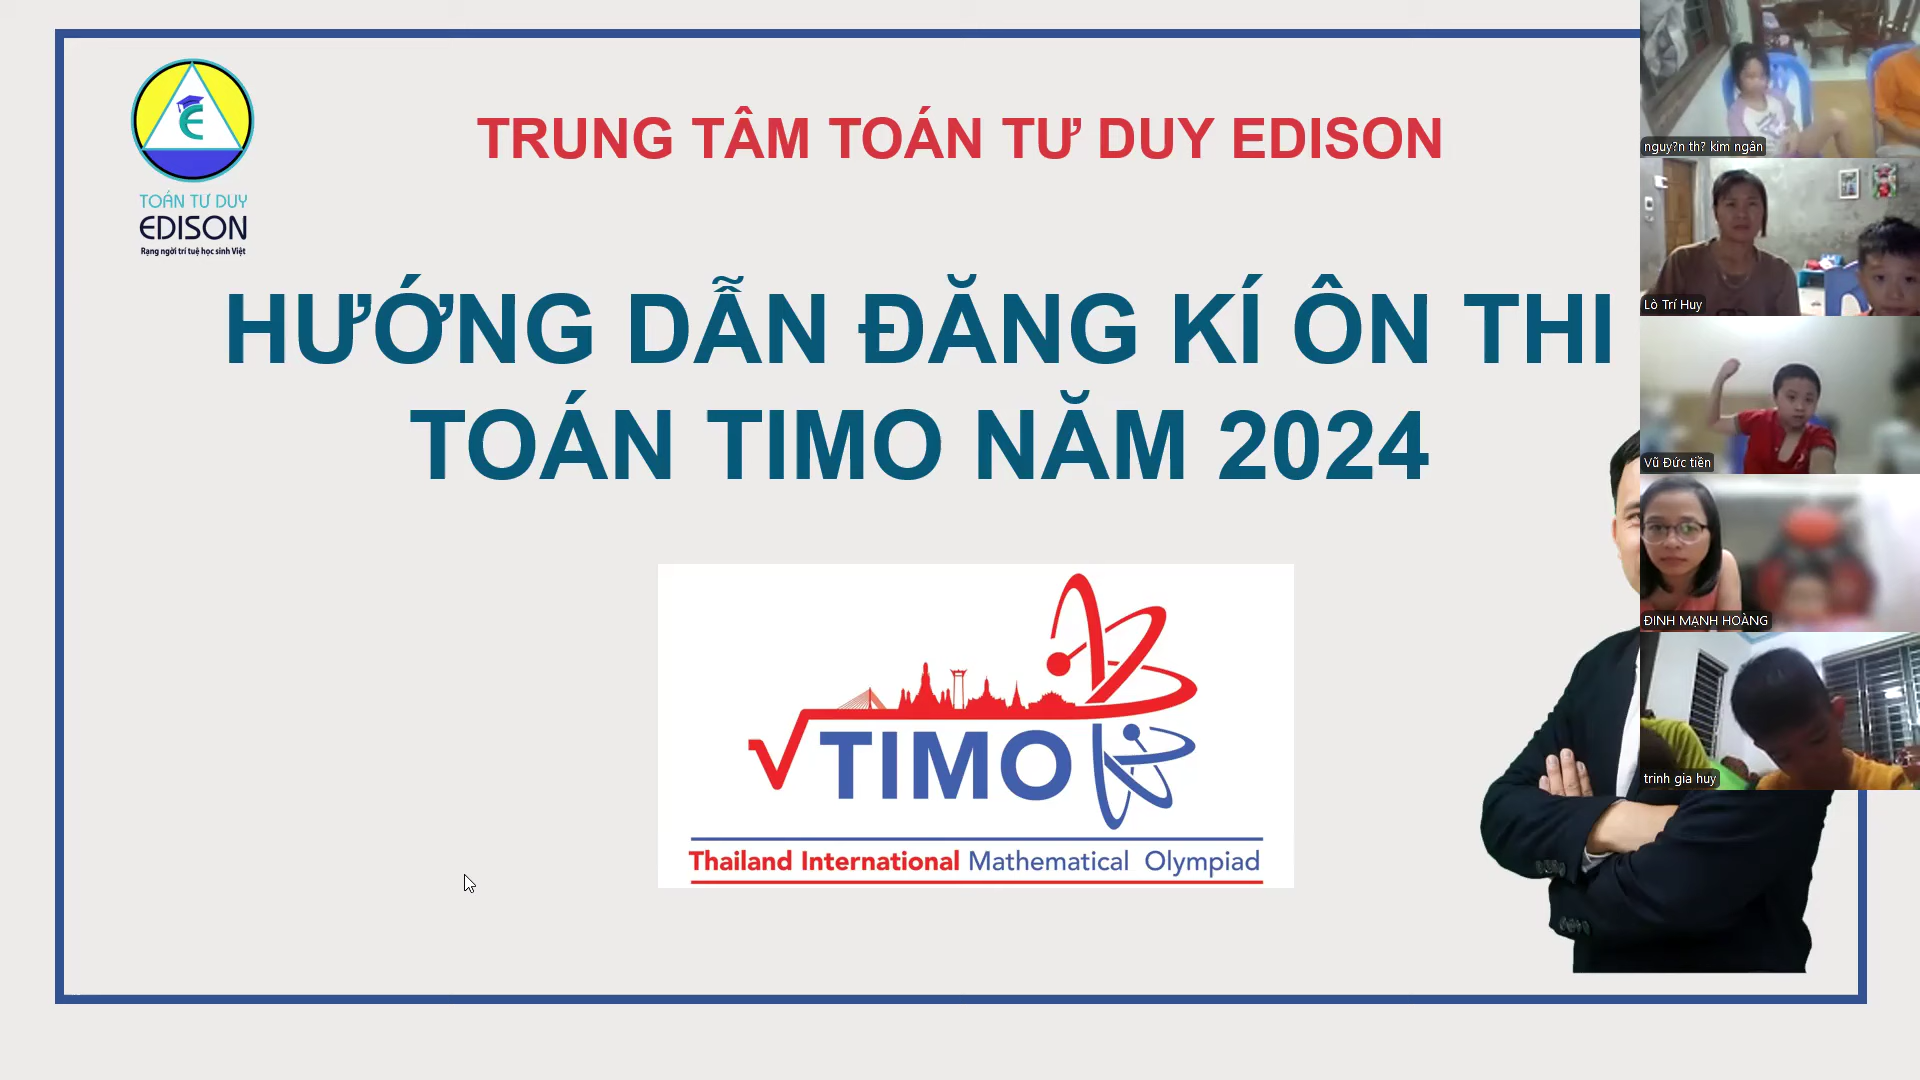 TRUNG TÂM TOÁN TƯ DUY EDISON
TOÁN TƯ DUY
EDISON
Rạng ngời trí tuệ học sinh Việt
HƯỚNG DẪN ĐĂNG KÍ ÔN THI
TOÁN TIMO NĂM 2024
TIMO
Thailand International Mathematical Olympiad
nguy?n th? kim ngân
Lò Trí Huy
Vũ Đức tiền
ĐINH MẠNH HOÀNG
trinh gia huy